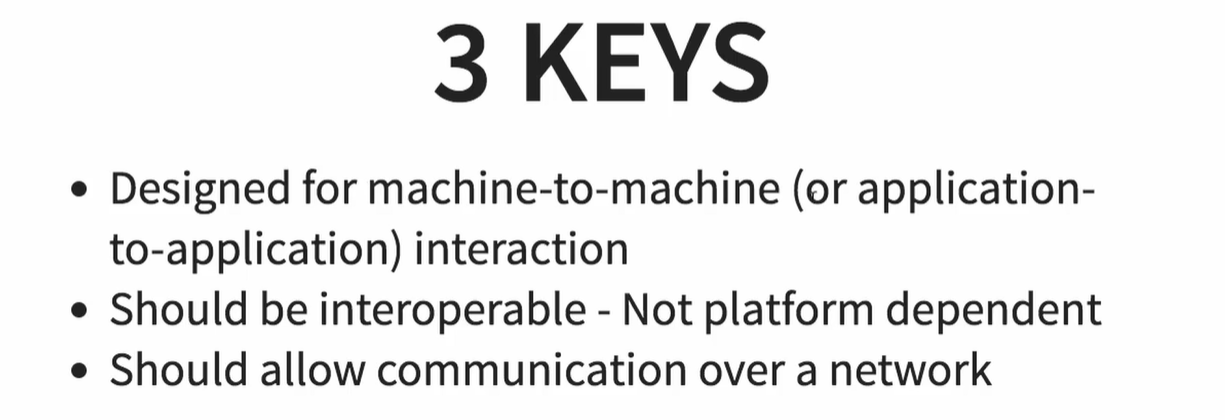 3 KEYS
• Designed for machine-to-machine (or application-
to-application) interaction
• Should be interoperable - Not platform dependent
• Should allow communication over a network